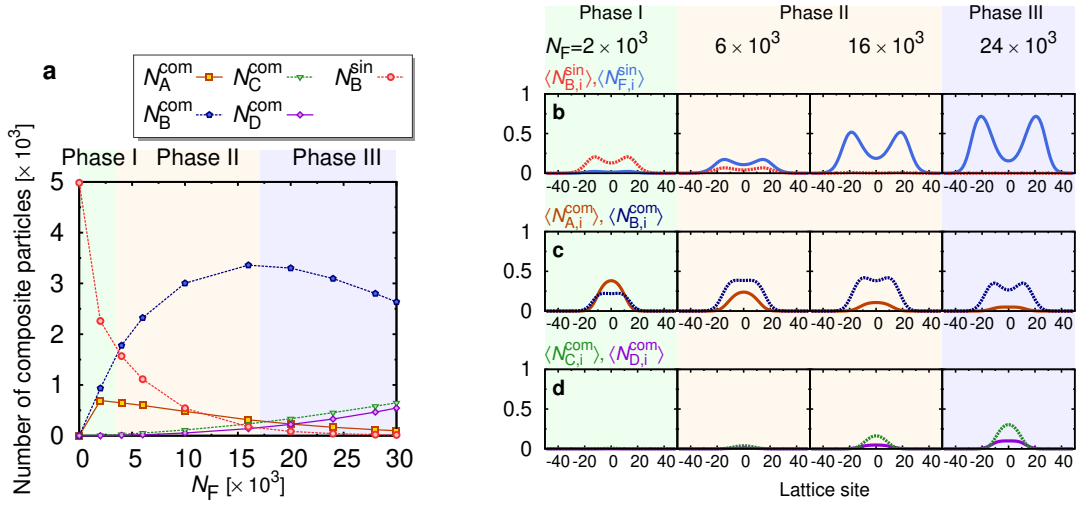 a
N_A^com N_C^com N_B^sin
N_B^com N_D^com
Phase I Phase II Phase III
Number of composite particles [× 10^3]
5
4
3
2
1
0
0 5 10 15 20 25 30
N_F [× 10^3]
Phase I Phase II Phase III
N_F=2 × 10^3 6 × 10^3 16 × 10^3 24 × 10^3
⟨N_B,i^sin⟩,⟨N_F,i^sin⟩
b
1
0.5
0
-40 -20 0 20 40 -40 -20 0 20 40 -40 -20 0 20 40 -40 -20 0 20 40
⟨N_A,i^com⟩, ⟨N_B,i^com⟩
c
1
0.5
0
-40 -20 0 20 40 -40 -20 0 20 40 -40 -20 0 20 40 -40 -20 0 20 40
⟨N_C,i^com⟩, ⟨N_D,i^com⟩
d
1
0.5
0
-40 -20 0 20 40 -40 -20 0 20 40 -40 -20 0 20 40 -40 -20 0 20 40
Lattice site